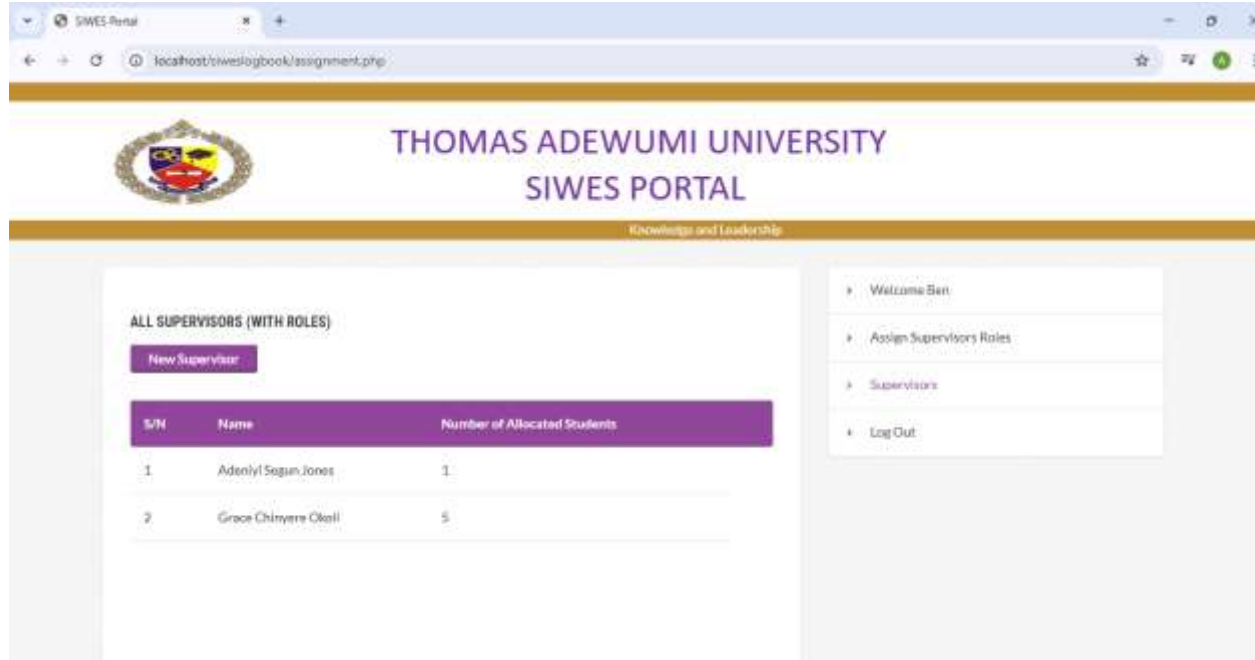 SIWES Portal
localhost/siweslogbook/assignment.php
A
THOMAS ADEWUMI UNIVERSITY
SIWES PORTAL
Knowledge and Leadership
ALL SUPERVISORS (WITH ROLES)
New Supervisor
S/N Name Number of Allocated Students
1 Adeniyi Segun Jones 1
2 Grace Chinyere Okoli 5
Welcome Ben
Assign Supervisors Roles
Supervisors
Log Out